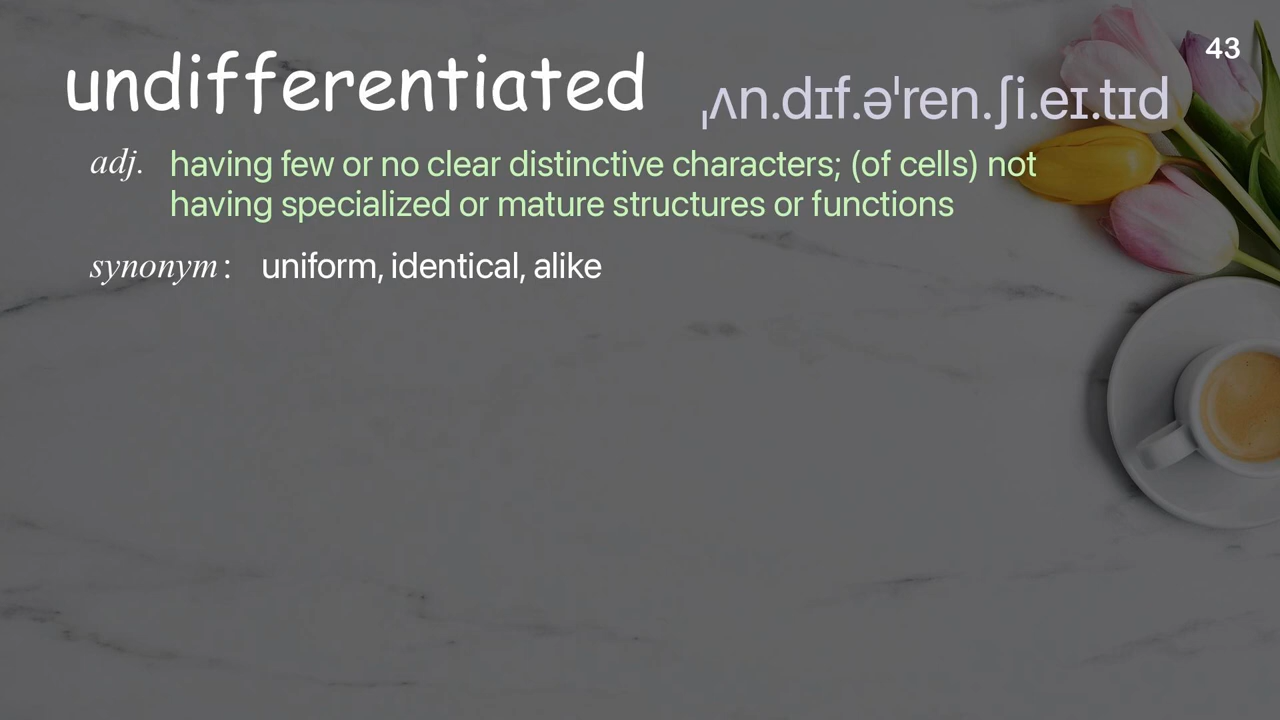 43
undifferentiated ˌʌn.dɪf.əˈren.ʃi.eɪ.tɪd
adj. having few or no clear distinctive characters; (of cells) not
having specialized or mature structures or functions
synonym: uniform, identical, alike